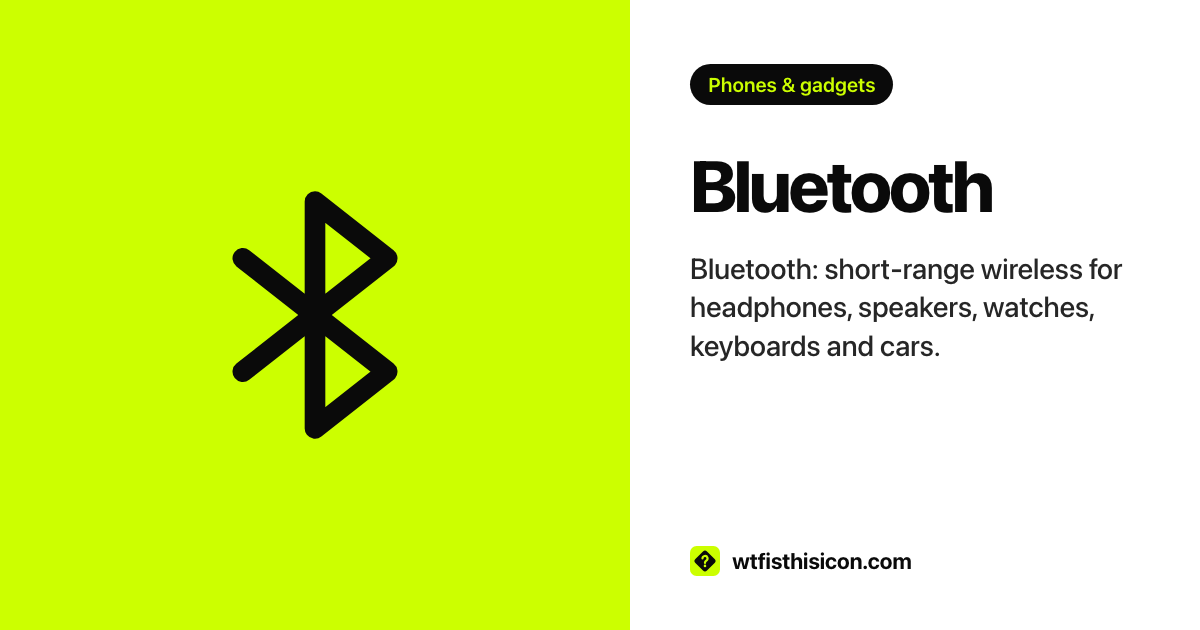 Phones & gadgets
Bluetooth
Bluetooth: short-range wireless for
headphones, speakers, watches,
keyboards and cars.
? wtfisthisicon.com